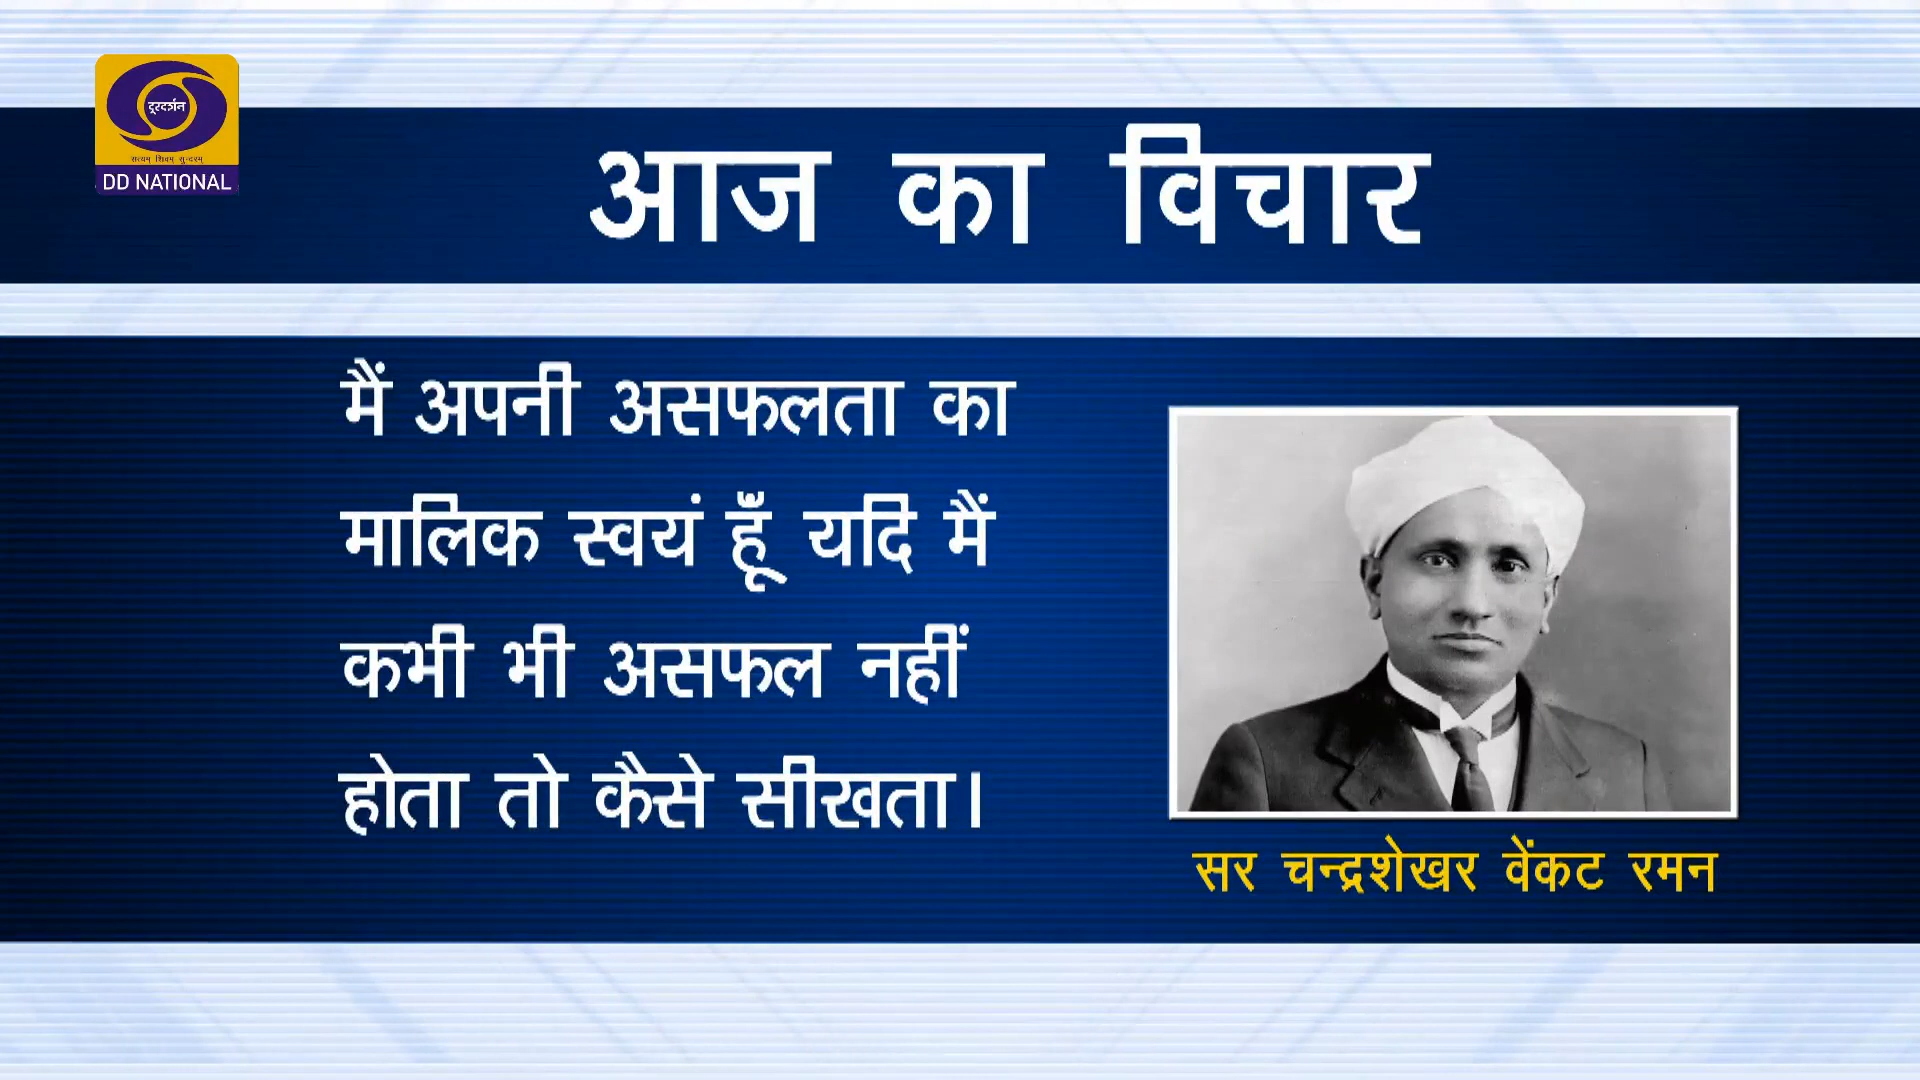 दूरदर्शन
सत्यम् शिवम् सुन्दरम्
DD NATIONAL
आज का विचार
मैं अपनी असफलता का
मालिक स्वयं हूँ यदि मैं
कभी भी असफल नहीं
होता तो कैसे सीखता।
सर चन्द्रशेखर वेंकट रमन